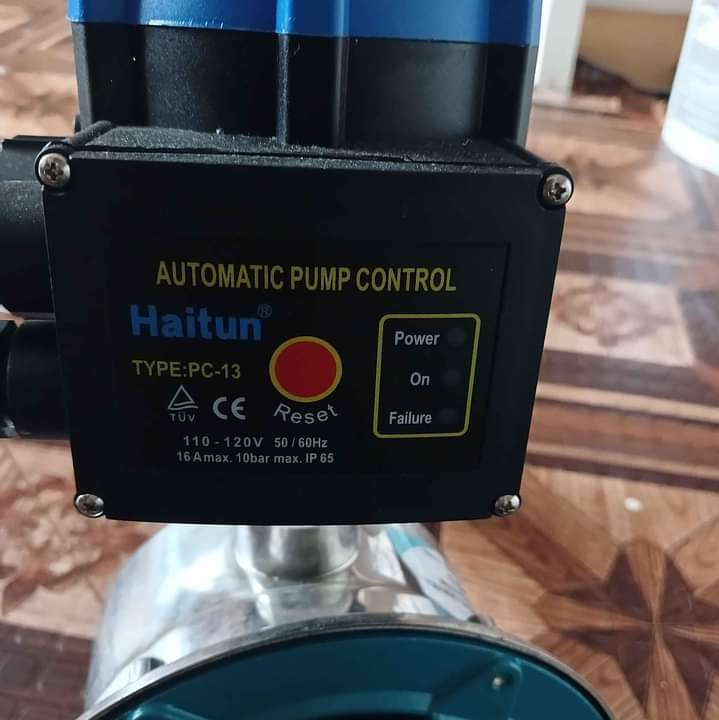 AUTOMATIC PUMP CONTROL
Haitun®
TYPE:PC-13
TÜV CE
Reset
Power
On
Failure
110 - 120V 50 / 60Hz
16 A max. 10bar max. IP 65